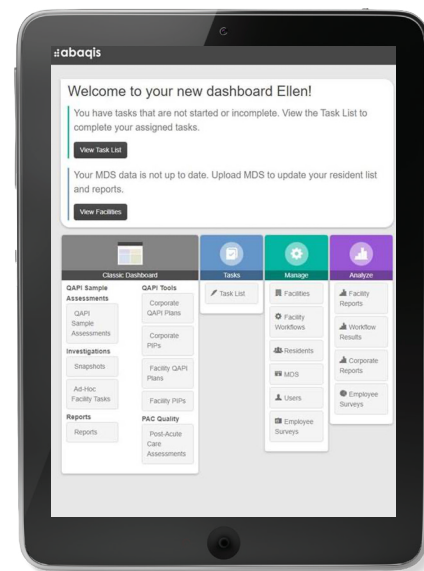 abaqis
Welcome to your new dashboard Ellen!
You have tasks that are not started or incomplete. View the Task List to
complete your assigned tasks.
View Task List
Your MDS data is not up to date. Upload MDS to update your resident list
and reports.
View Facilities
Classic Dashboard
QAPI Sample
Assessments
QAPI
Sample
Assessments
Investigations
Snapshots
Ad-Hoc
Facility Tasks
Reports
Reports
QAPI Tools
Corporate
QAPI Plans
Corporate
PIPs
Facility QAPI
Plans
Facility PIPs
PAC Quality
Post-Acute
Care
Assessments
Tasks
Task List
Manage
Facilities
Facility
Workflows
Residents
MDS
Users
Employee
Surveys
Analyze
Facility
Reports
Workflow
Results
Corporate
Reports
Employee
Surveys